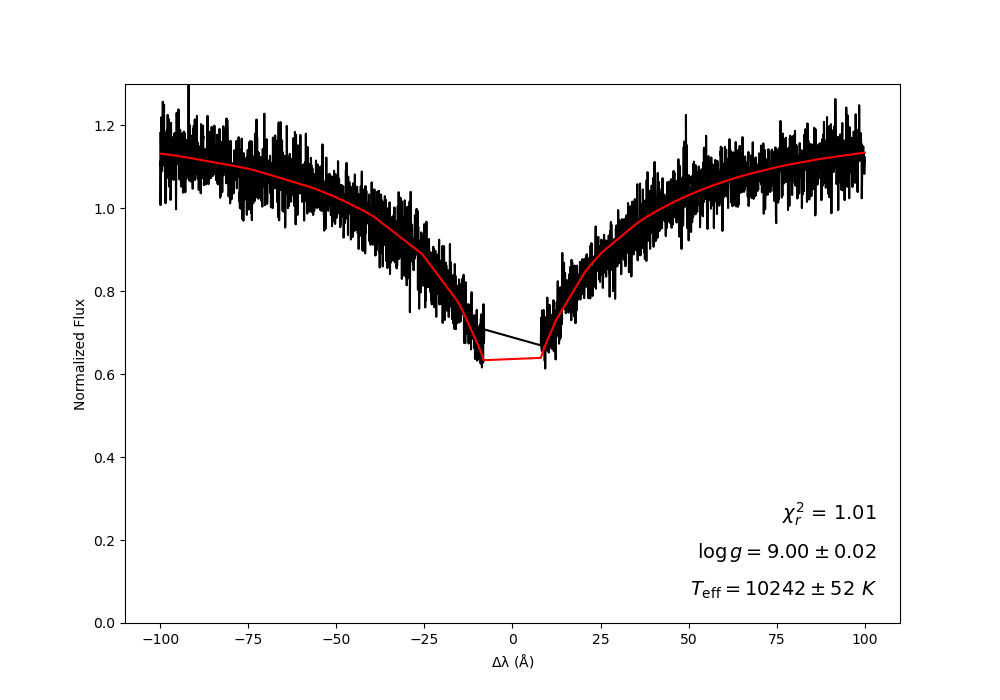 1.2
1.0
0.8
0.6
0.4
0.2
0.0
Normalized Flux
χ²ᵣ = 1.01
log g = 9.00 ± 0.02
T_eff = 10242 ± 52 K
−100 −75 −50 −25 0 25 50 75 100
Δλ (Å)